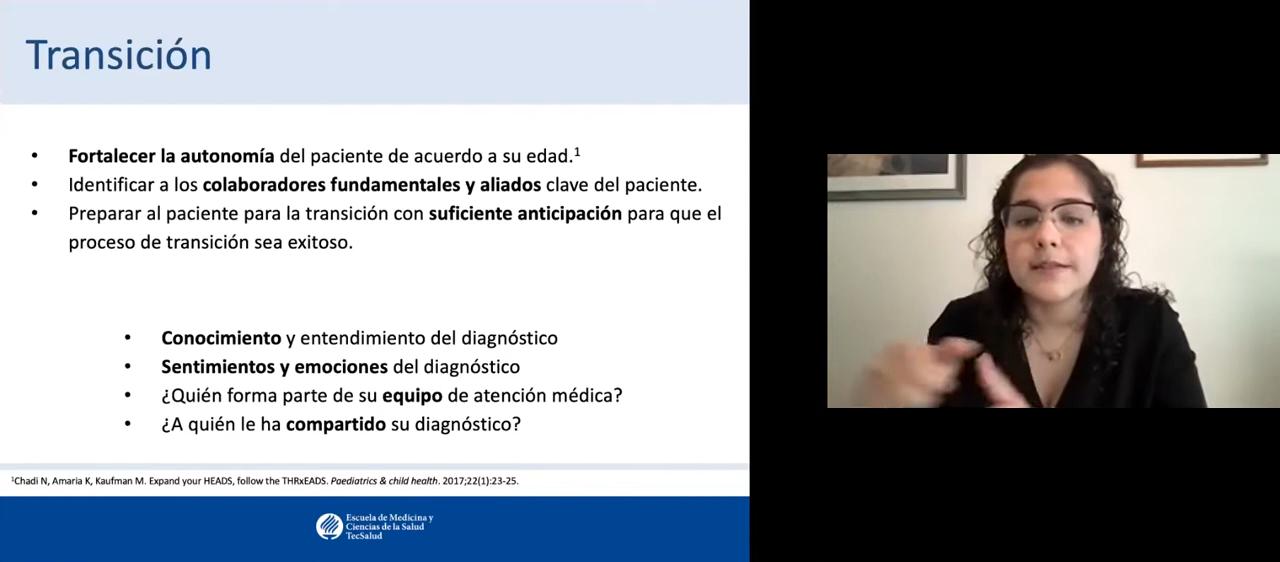 Transición
• Fortalecer la autonomía del paciente de acuerdo a su edad.¹
• Identificar a los colaboradores fundamentales y aliados clave del paciente.
• Preparar al paciente para la transición con suficiente anticipación para que el
proceso de transición sea exitoso.
• Conocimiento y entendimiento del diagnóstico
• Sentimientos y emociones del diagnóstico
• ¿Quién forma parte de su equipo de atención médica?
• ¿A quién le ha compartido su diagnóstico?
¹Chadi N, Amaria K, Kaufman M. Expand your HEADS, follow the THRxEADS. Paediatrics & child health. 2017;22(1):23-25.
Escuela de Medicina y
Ciencias de la Salud
TecSalud